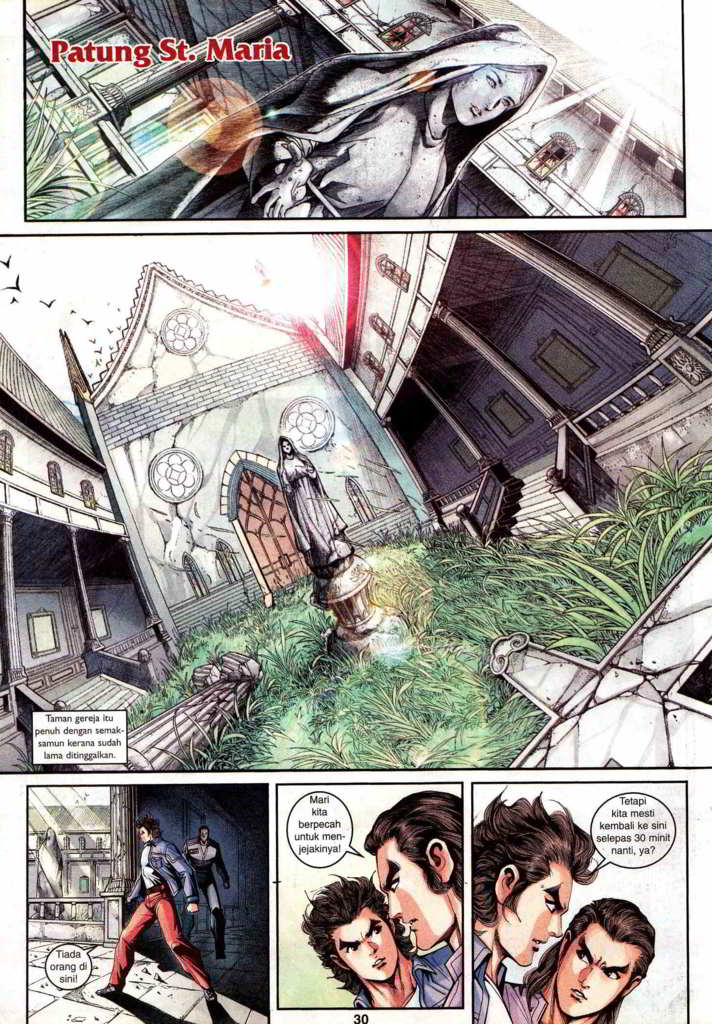 Patung St. Maria
Taman gereja itu
penuh dengan semak-
samun kerana sudah
lama ditinggalkan.
Tiada
orang di
sini!
Mari
kita
berpecah
untuk men-
jejakinya!
Tetapi
kita mesti
kembali ke sini
selepas 30 minit
nanti, ya?
30